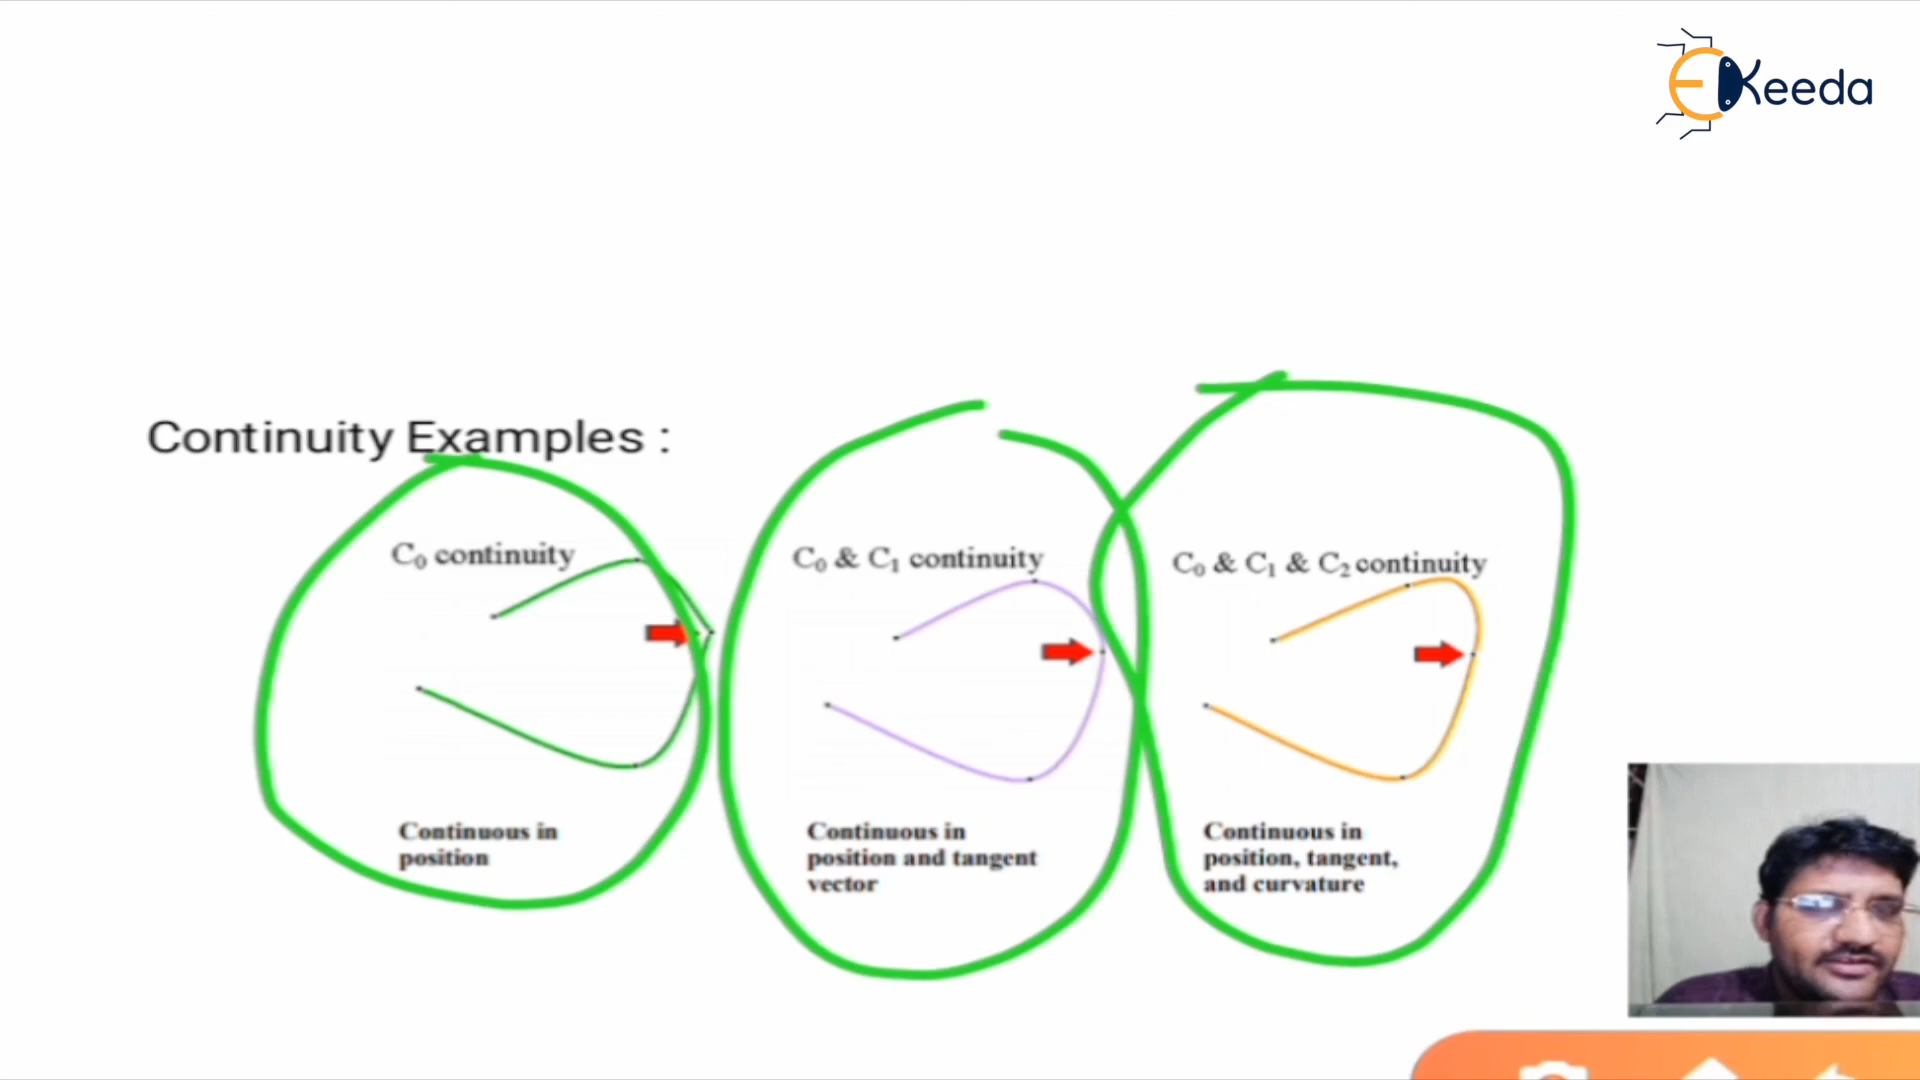 EKeeda
Continuity Examples :
C₀ continuity
Continuous in
position
C₀ & C₁ continuity
Continuous in
position and tangent
vector
C₀ & C₁ & C₂ continuity
Continuous in
position, tangent,
and curvature